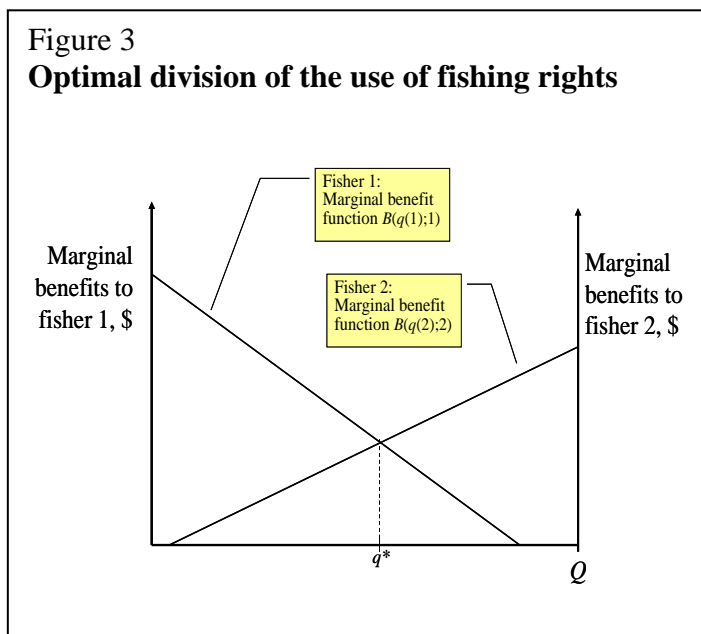 Figure 3
Optimal division of the use of fishing rights
Fisher 1:
Marginal benefit
function B(q(1);1)
Marginal
benefits to
fisher 1, $
Fisher 2:
Marginal benefit
function B(q(2);2)
Marginal
benefits to
fisher 2, $
q*
Q